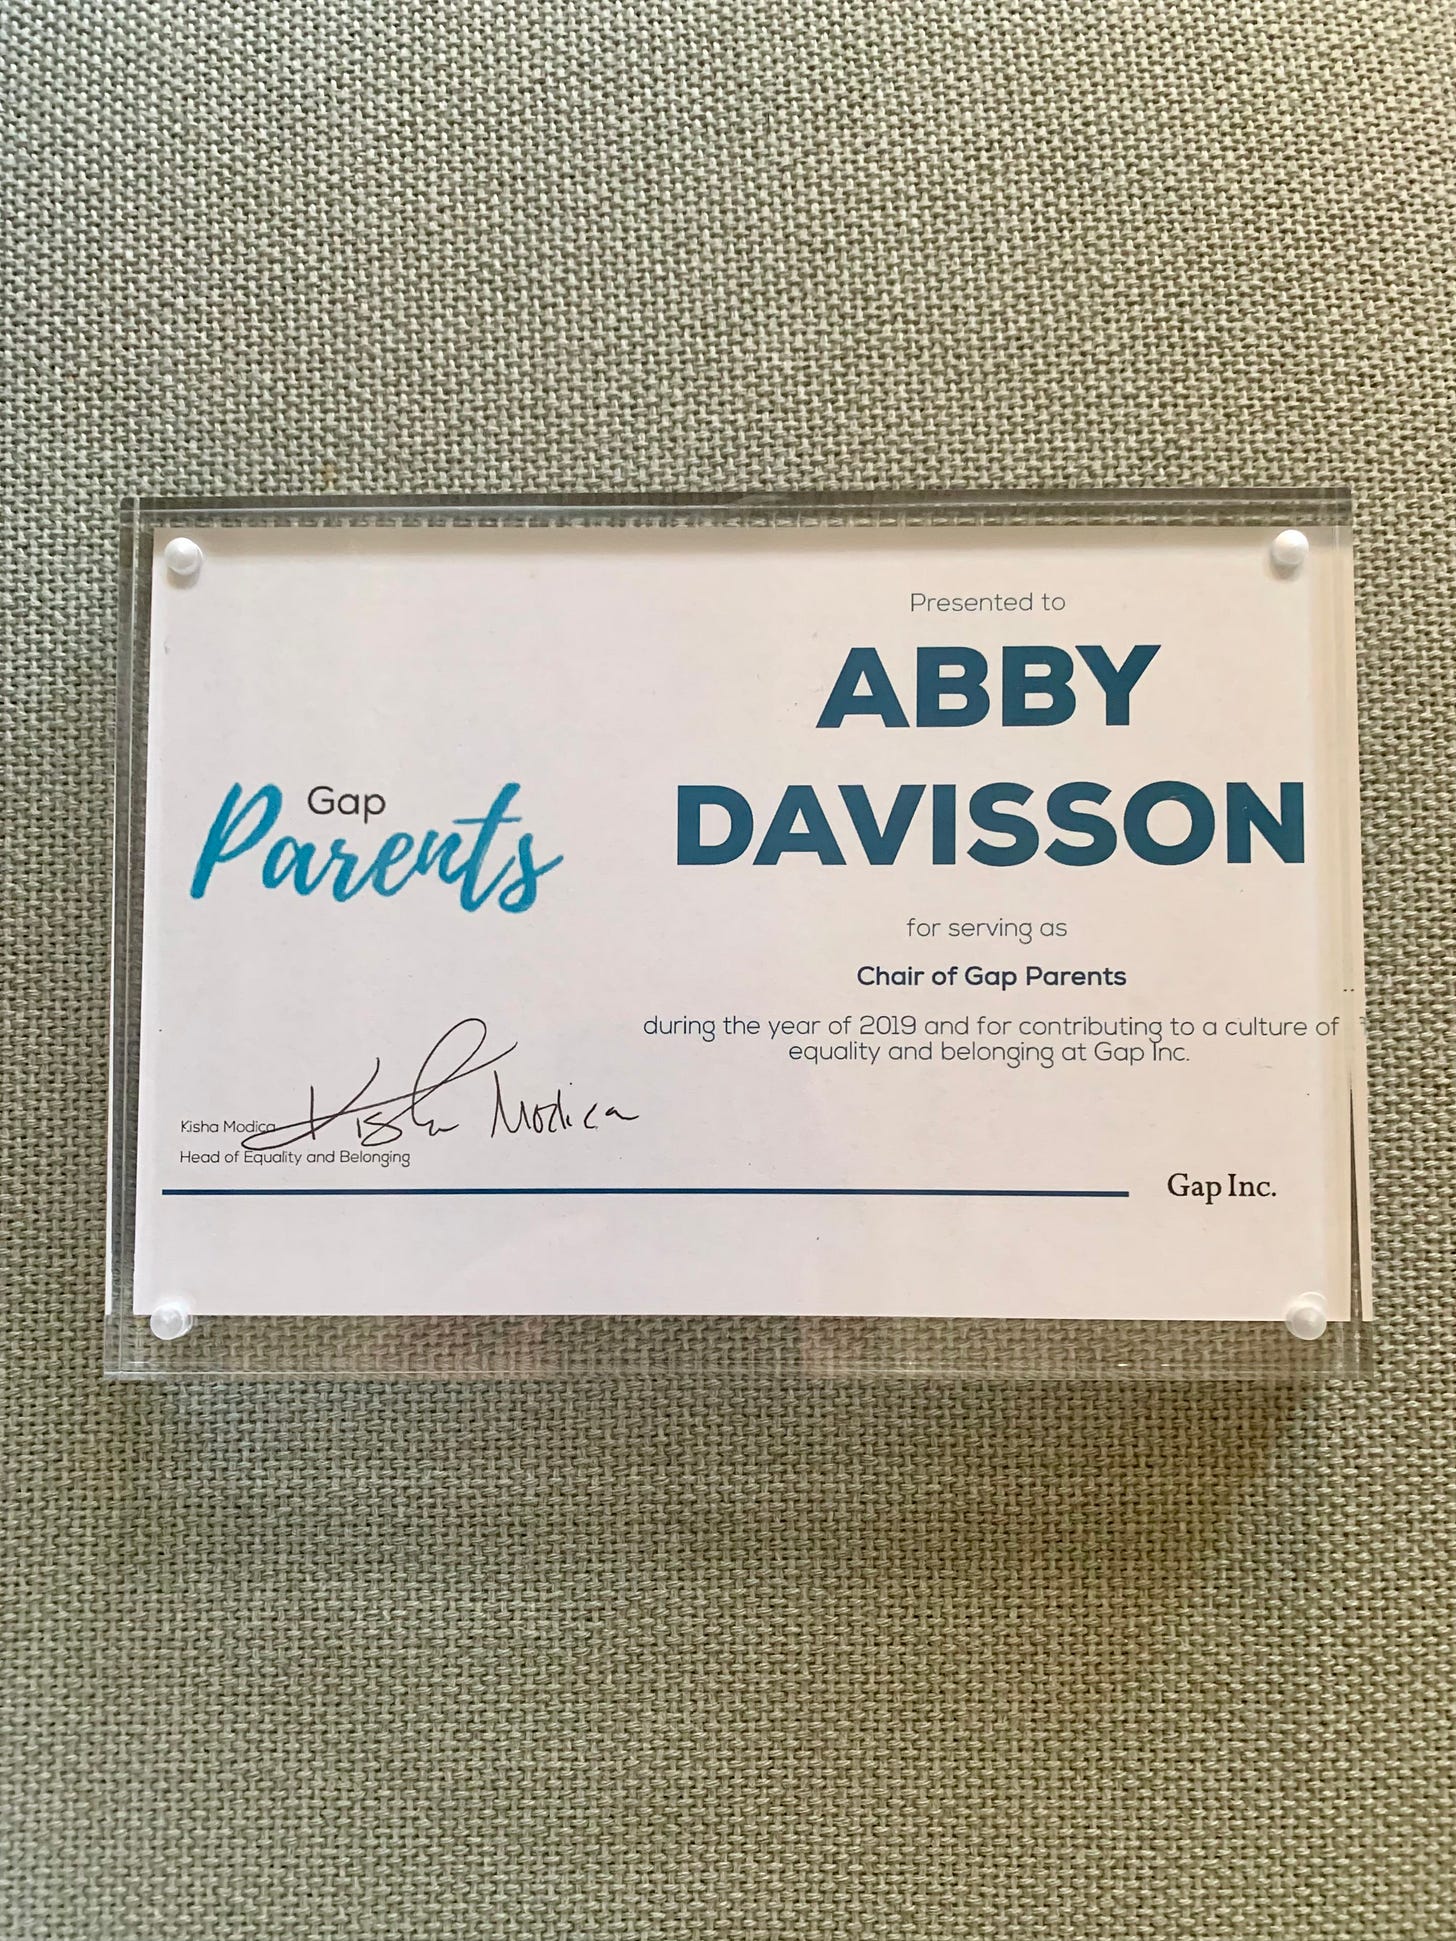 Presented to
ABBY
DAVISSON
Gap
Parents
for serving as
Chair of Gap Parents
during the year of 2019 and for contributing to a culture of
equality and belonging at Gap Inc.
Kisha Modica
Kisha Modica
Head of Equality and Belonging
Gap Inc.